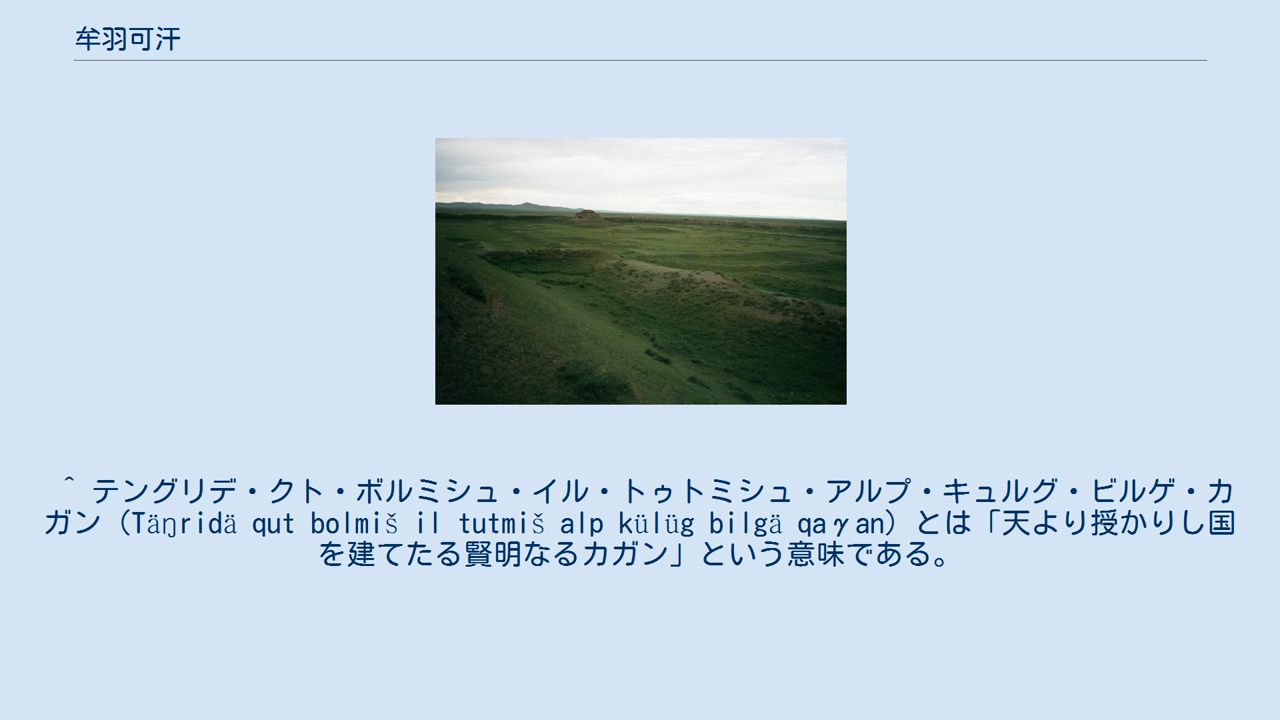 牟羽可汗
^ テングリデ・クト・ボルミシュ・イル・トゥトミシュ・アルプ・キュルグ・ビルゲ・カ
ガン（Täŋridä qut bolmiš il tutmiš alp külüg bilgä qaγan）とは「天より授かりし国
を建てたる賢明なるカガン」という意味である。